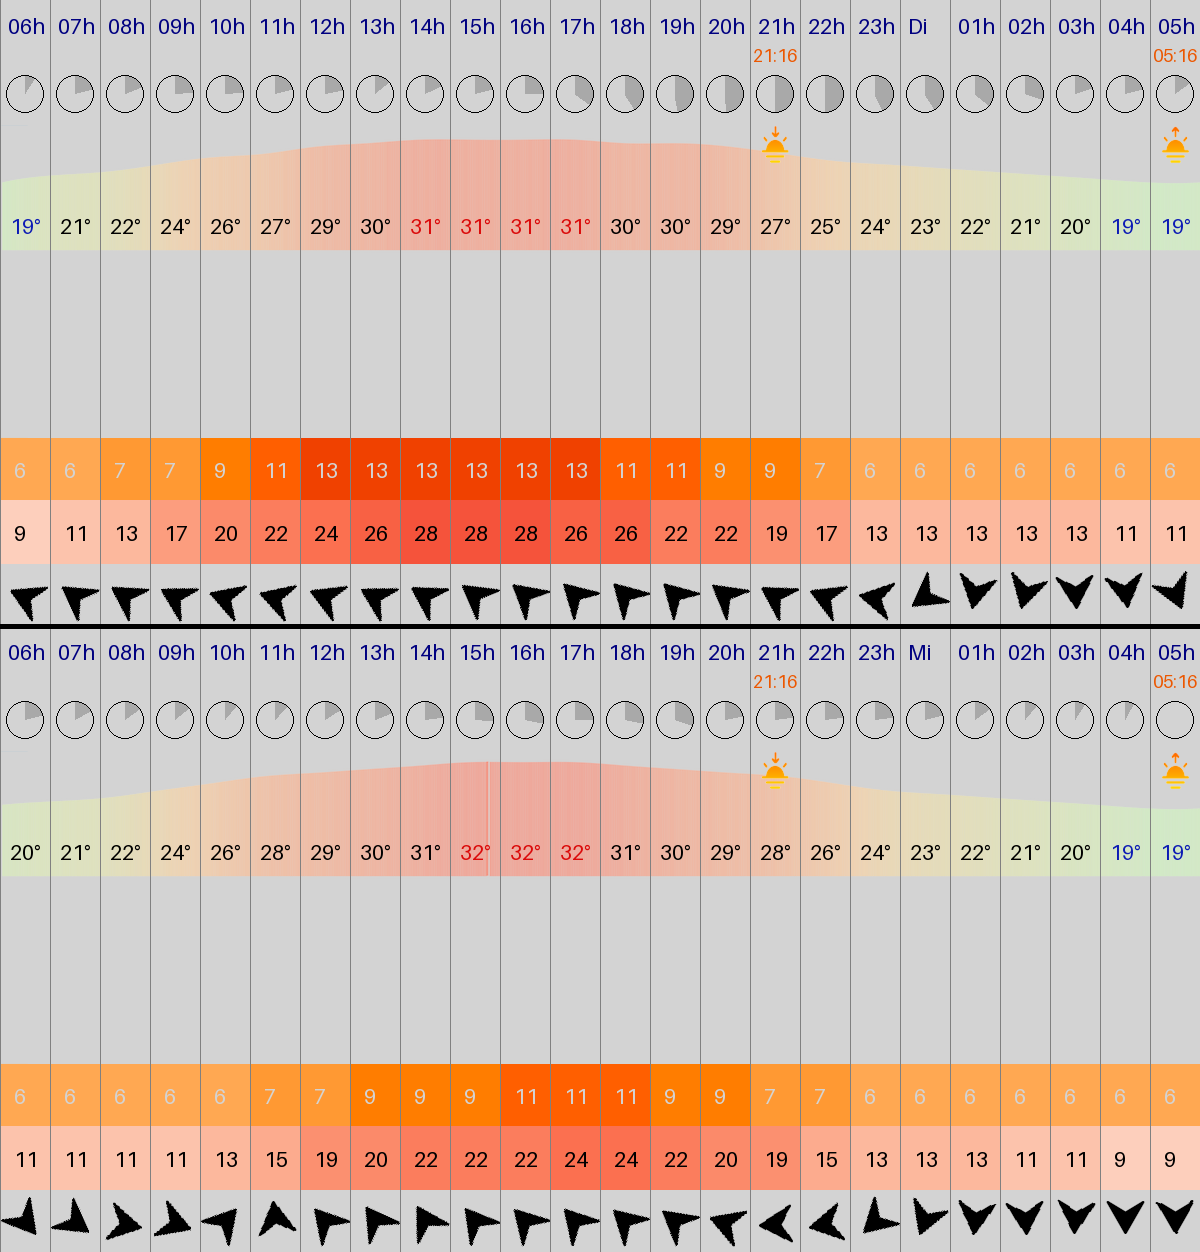 06h 07h 08h 09h 10h 11h 12h 13h 14h 15h 16h 17h 18h 19h 20h 21h 22h 23h Di 01h 02h 03h 04h 05h
21:16 05:16
19° 21° 22° 24° 26° 27° 29° 30° 31° 31° 31° 31° 30° 30° 29° 27° 25° 24° 23° 22° 21° 20° 19° 19°
6 6 7 7 9 11 13 13 13 13 13 13 11 11 9 9 7 6 6 6 6 6 6 6
9 11 13 17 20 22 24 26 28 28 28 26 26 22 22 19 17 13 13 13 13 13 11 11
06h 07h 08h 09h 10h 11h 12h 13h 14h 15h 16h 17h 18h 19h 20h 21h 22h 23h Mi 01h 02h 03h 04h 05h
21:16 05:16
20° 21° 22° 24° 26° 28° 29° 30° 31° 32° 32° 32° 31° 30° 29° 28° 26° 24° 23° 22° 21° 20° 19° 19°
6 6 6 6 6 7 7 9 9 9 11 11 11 9 9 7 7 6 6 6 6 6 6 6
11 11 11 11 13 15 19 20 22 22 22 24 24 22 20 19 15 13 13 13 11 11 9 9